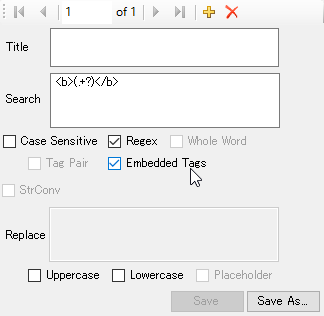 1 of 1
Title
Search <b>(.+?)</b>
Case Sensitive Regex Whole Word
Tag Pair Embedded Tags
StrConv
Replace
Uppercase Lowercase Placeholder
Save Save As...